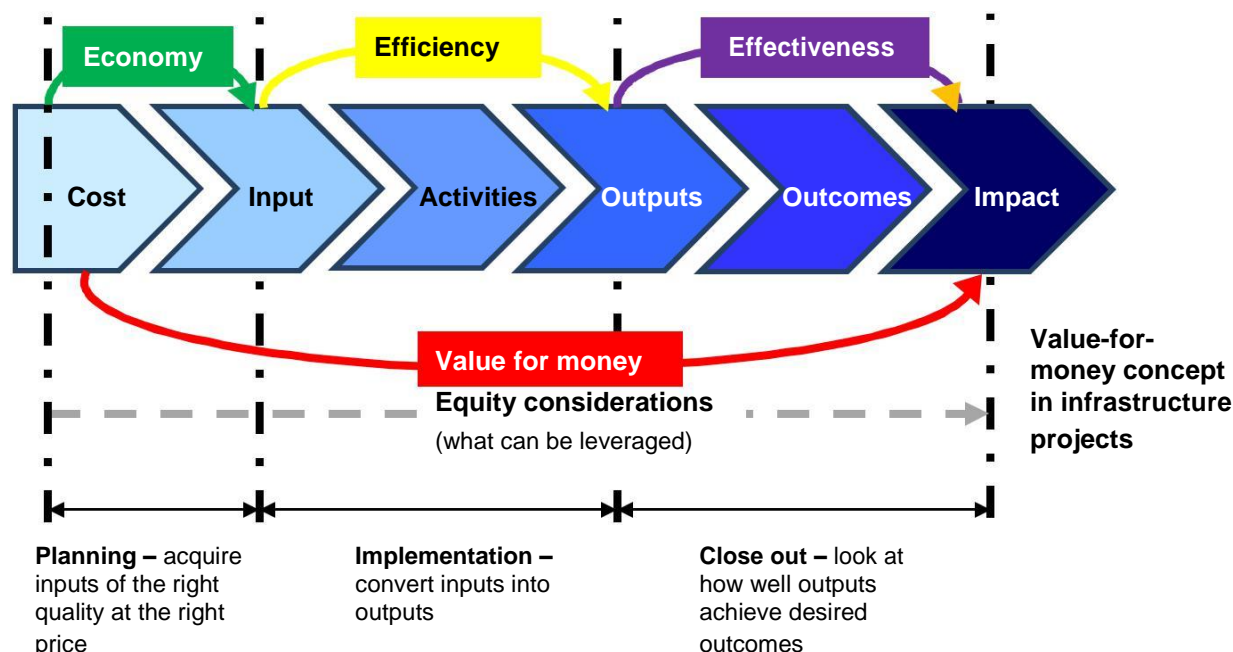 Economy
Efficiency
Effectiveness
Cost
Input
Activities
Outputs
Outcomes
Impact
Value for money
Equity considerations
(what can be leveraged)
Value-for-
money concept
in infrastructure
projects
Planning – acquire
inputs of the right
quality at the right
price
Implementation –
convert inputs into
outputs
Close out – look at
how well outputs
achieve desired
outcomes